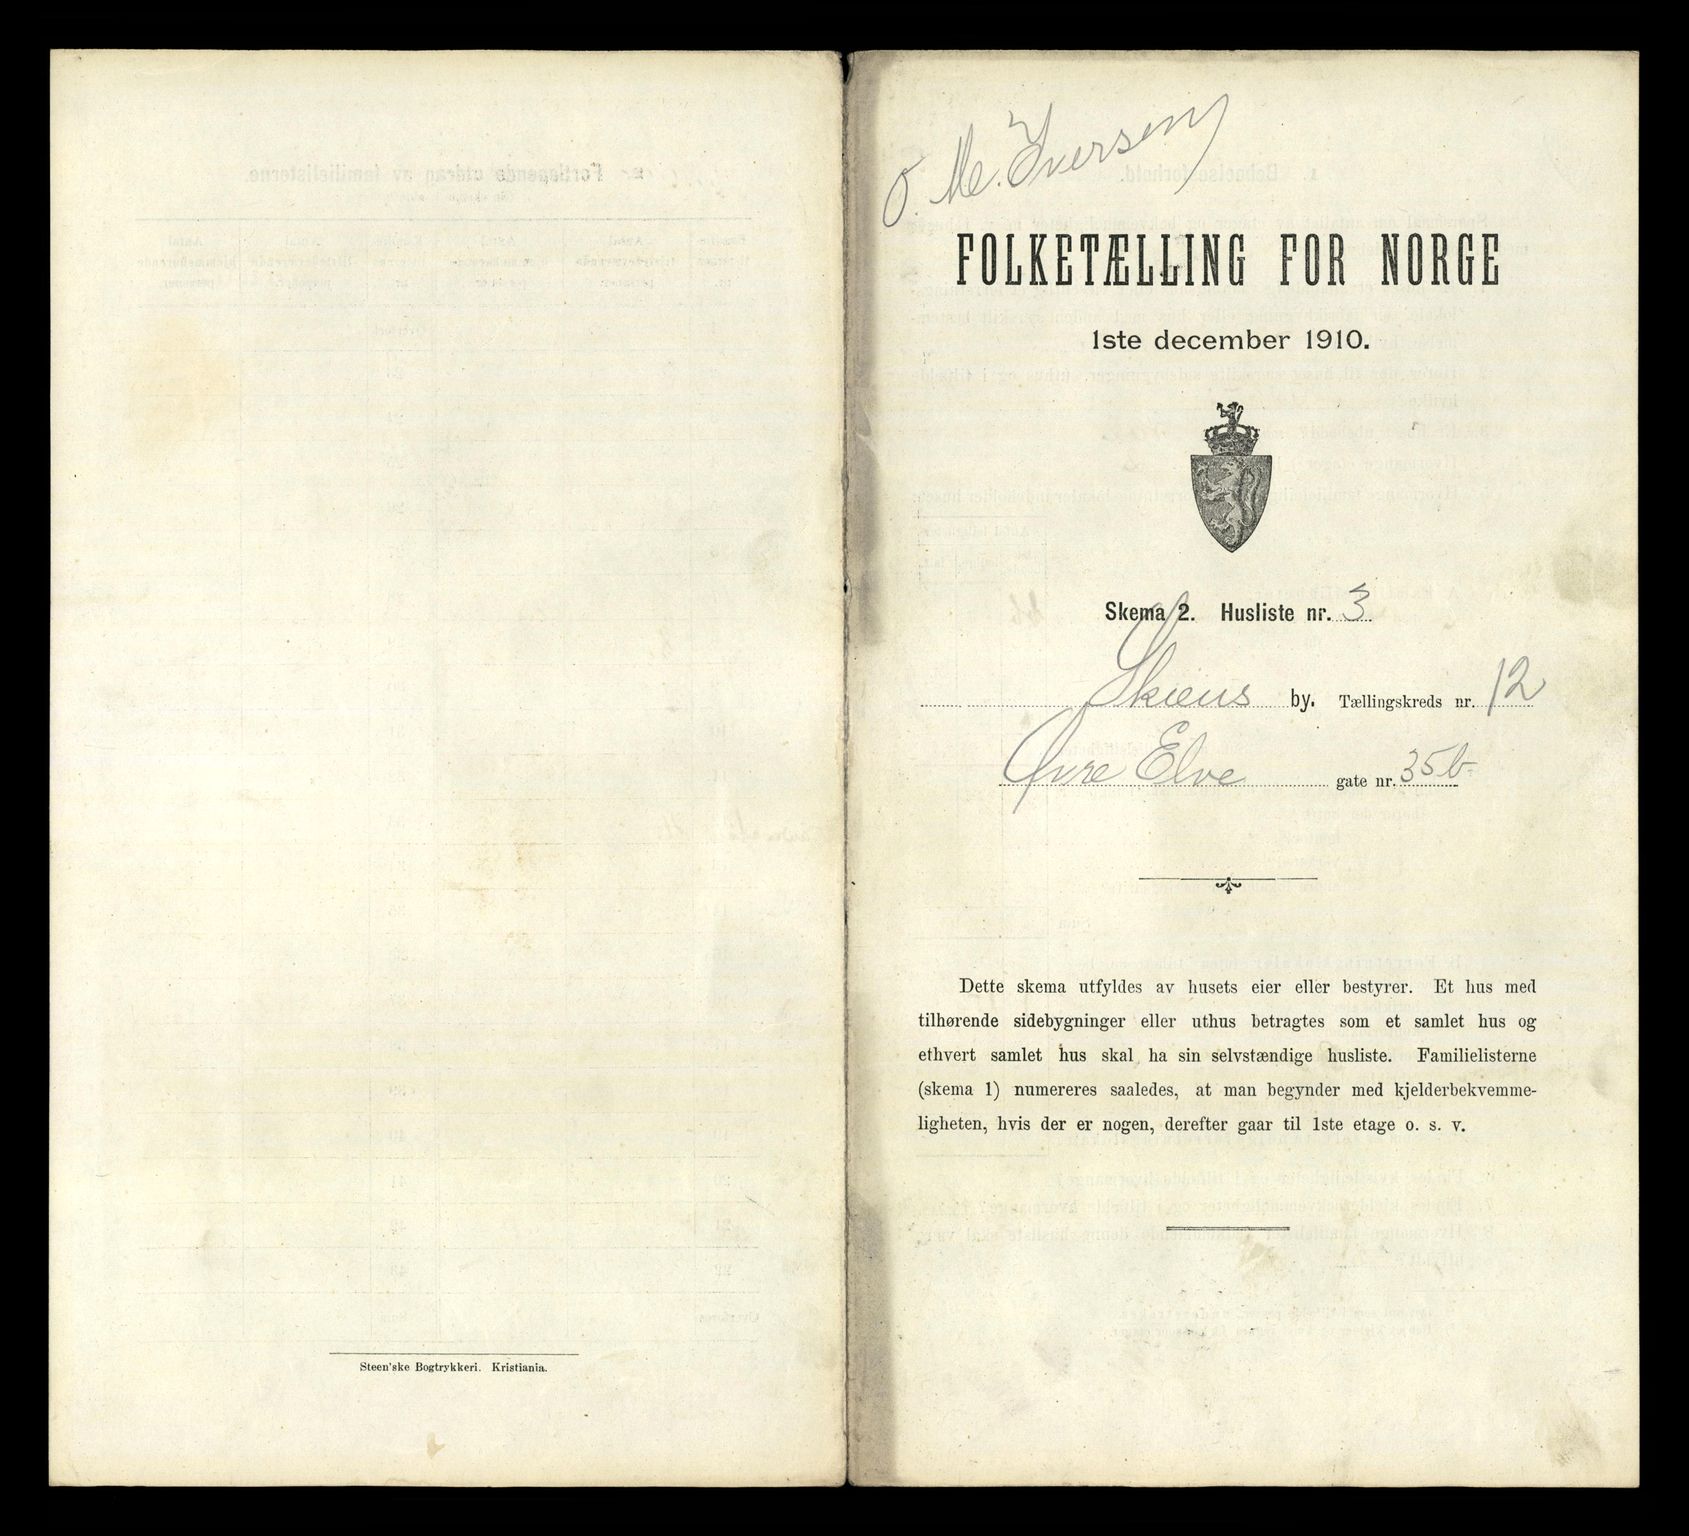 O. M. Iversen
FOLKETÆLLING FOR NORGE
1ste december 1910.
Skema 2. Husliste nr. 3
Skiens by. Tællingskreds nr. 12
Øvre Elve gate nr. 35b
Dette skema utfyldes av husets eier eller bestyrer. Et hus med
tilhørende sidebygninger eller uthus betragtes som et samlet hus og
ethvert samlet hus skal ha sin selvstændige husliste. Familielisterne
(skema 1) numereres saaledes, at man begynder med kjelderbekvemme-
ligheten, hvis der er nogen, derefter gaar til 1ste etage o. s. v.
Steen'ske Bogtrykkeri. Kristiania.